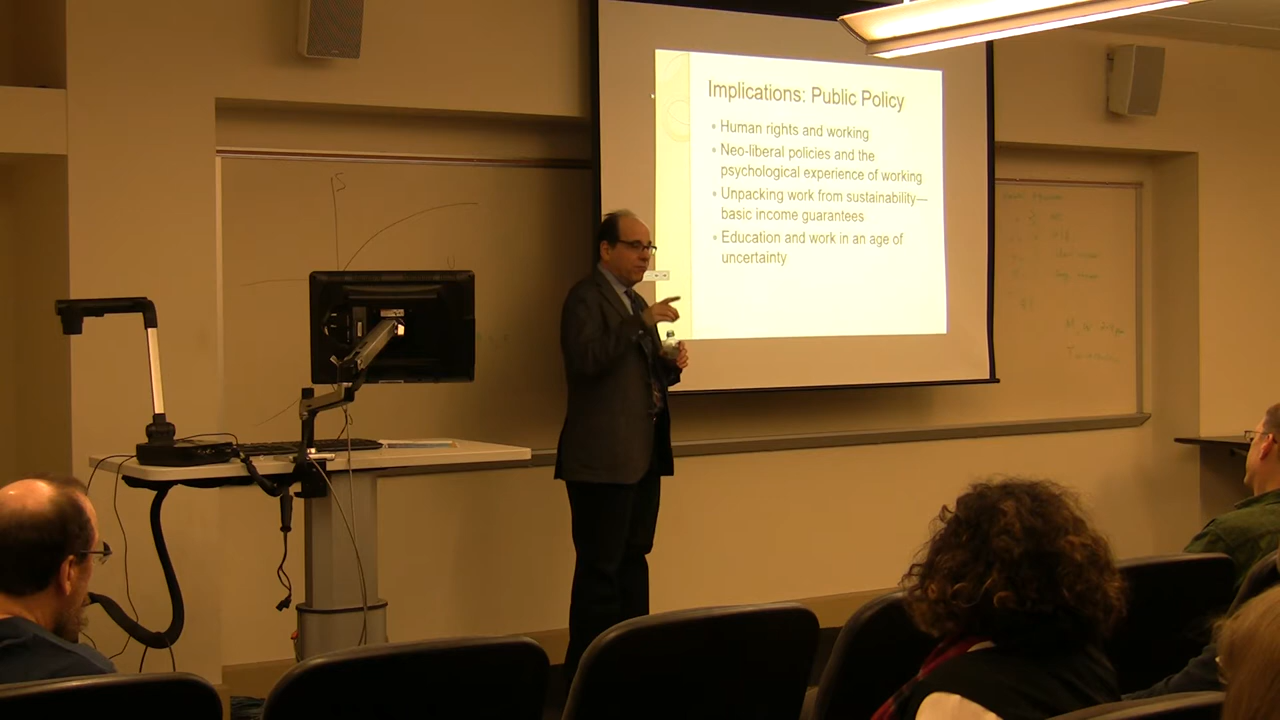 Implications: Public Policy
• Human rights and working
• Neo-liberal policies and the
psychological experience of working
• Unpacking work from sustainability—
basic income guarantees
• Education and work in an age of
uncertainty